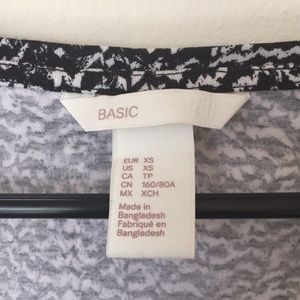 BASIC
EUR XS
US XS
CA TP
CN 160/80A
MX XCH
Made in
Bangladesh
Fabriqué en
Bangladesh